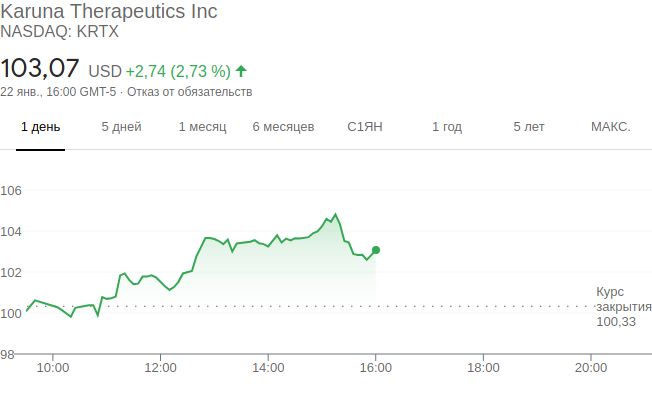 Karuna Therapeutics Inc
NASDAQ: KRTX
103,07 USD +2,74 (2,73 %)
22 янв., 16:00 GMT-5 · Отказ от обязательств
1 день 5 дней 1 месяц 6 месяцев С1ЯН 1 год 5 лет МАКС.
106
104
102
100
98
Курс
закрытия
100,33
10:00 12:00 14:00 16:00 18:00 20:00